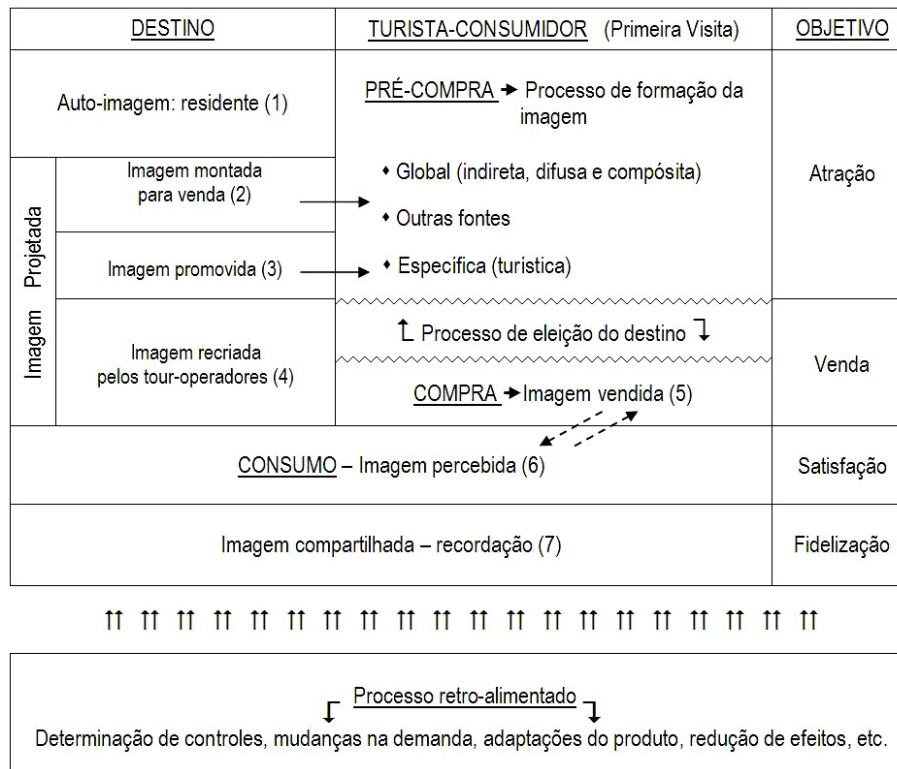 DESTINO
TURISTA-CONSUMIDOR (Primeira Visita)
OBJETIVO
Auto-imagem: residente (1)
PRÉ-COMPRA → Processo de formação da
imagem
Imagem Projetada
Imagem montada
para venda (2)
♦ Global (indireta, difusa e compósita)
♦ Outras fontes
Atração
Imagem promovida (3)
♦ Especifica (turistica)
Imagem recriada
pelos tour-operadores (4)
Processo de eleição do destino
COMPRA → Imagem vendida (5)
Venda
CONSUMO – Imagem percebida (6)
Satisfação
Imagem compartilhada – recordação (7)
Fidelização
Processo retro-alimentado
Determinação de controles, mudanças na demanda, adaptações do produto, redução de efeitos, etc.